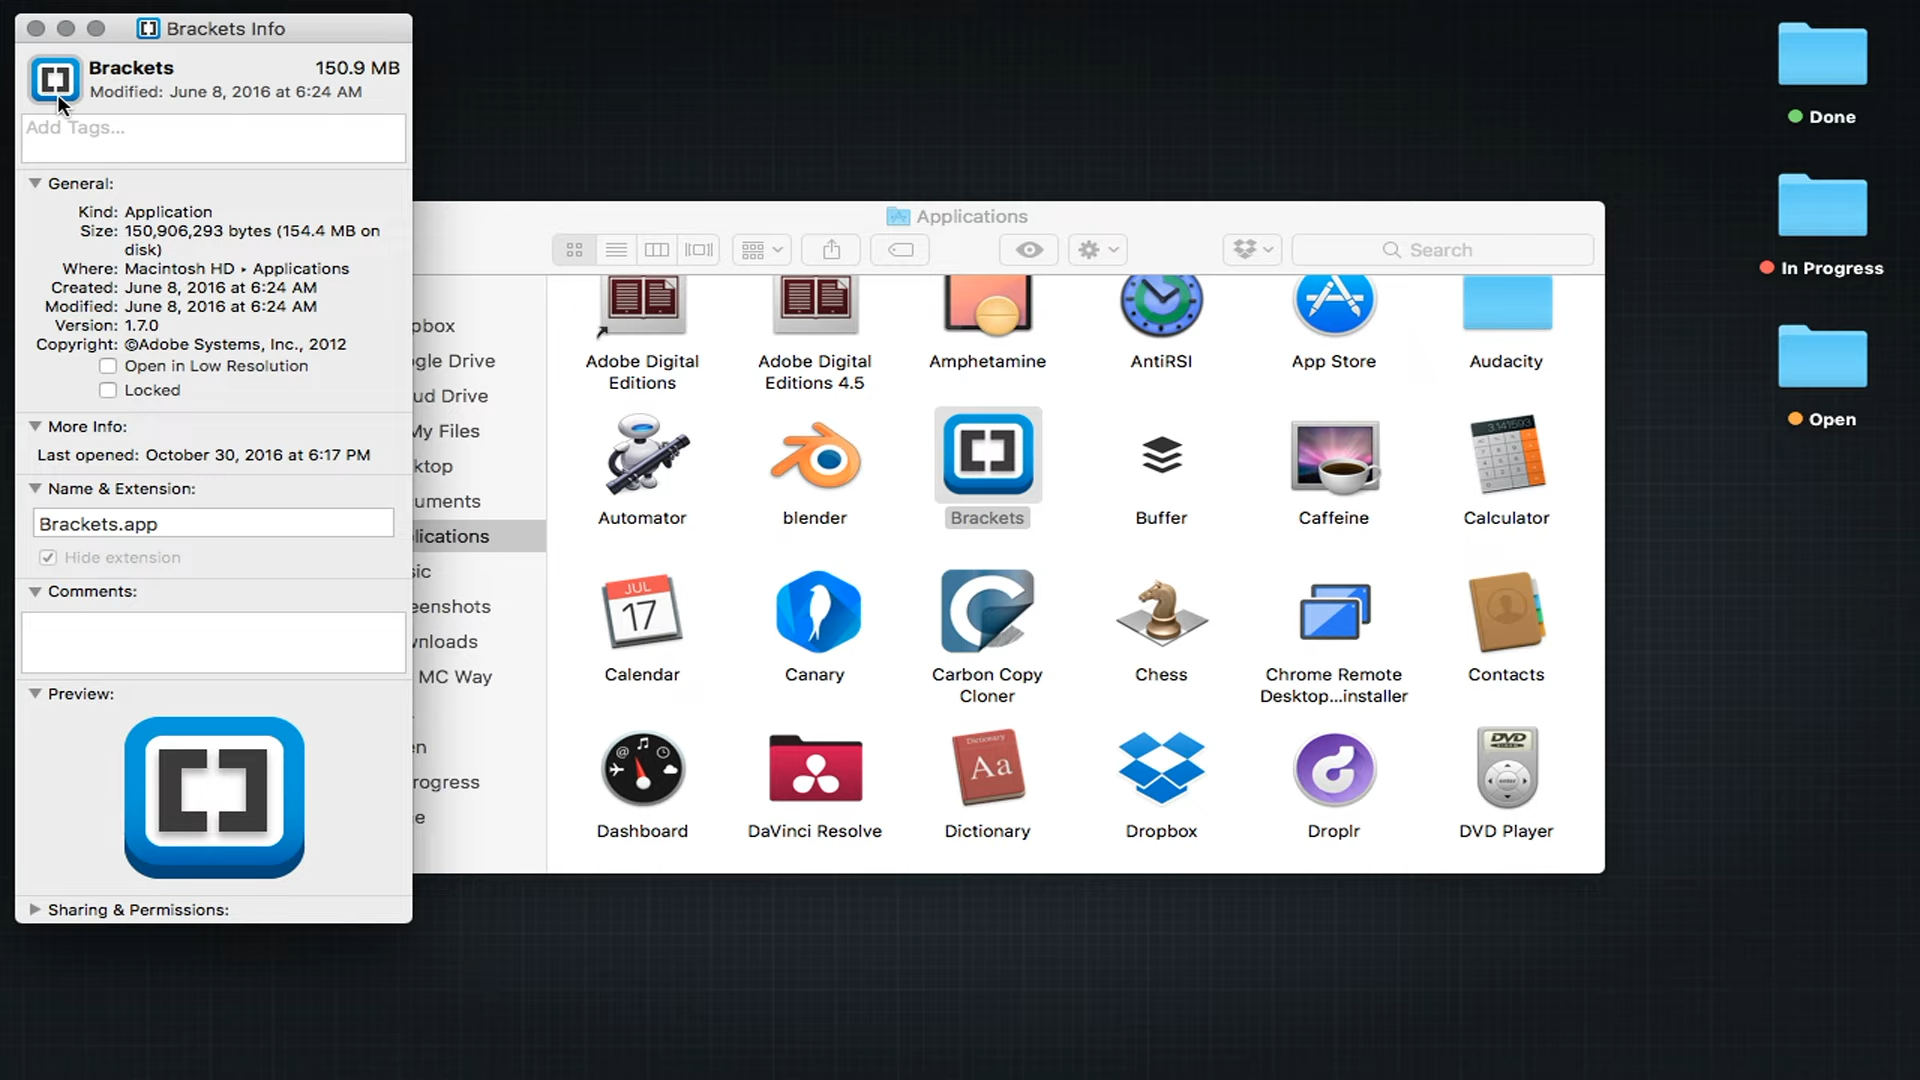 Brackets Info
Brackets 150.9 MB
Modified: June 8, 2016 at 6:24 AM
Add Tags...
General:
Kind: Application
Size: 150,906,293 bytes (154.4 MB on
disk)
Where: Macintosh HD ▸ Applications
Created: June 8, 2016 at 6:24 AM
Modified: June 8, 2016 at 6:24 AM
Version: 1.7.0
Copyright: ©Adobe Systems, Inc., 2012
Open in Low Resolution
Locked
More Info:
Last opened: October 30, 2016 at 6:17 PM
Name & Extension:
Brackets.app
Hide extension
Comments:
Preview:
Sharing & Permissions:
Applications
Search
pbox
gle Drive
ud Drive
My Files
ktop
uments
lications
sic
eenshots
wnloads
MC Way
en
rogress
e
Adobe Digital
Editions
Adobe Digital
Editions 4.5
Amphetamine
AntiRSI
App Store
Audacity
Automator
blender
Brackets
Buffer
Caffeine
3.141593
Calculator
JUL
17
Calendar
Canary
Carbon Copy
Cloner
Chess
Chrome Remote
Desktop...installer
Contacts
Dashboard
DaVinci Resolve
Dictionary
Aa
Dictionary
Dropbox
Droplr
DVD
DVD Player
Done
In Progress
Open